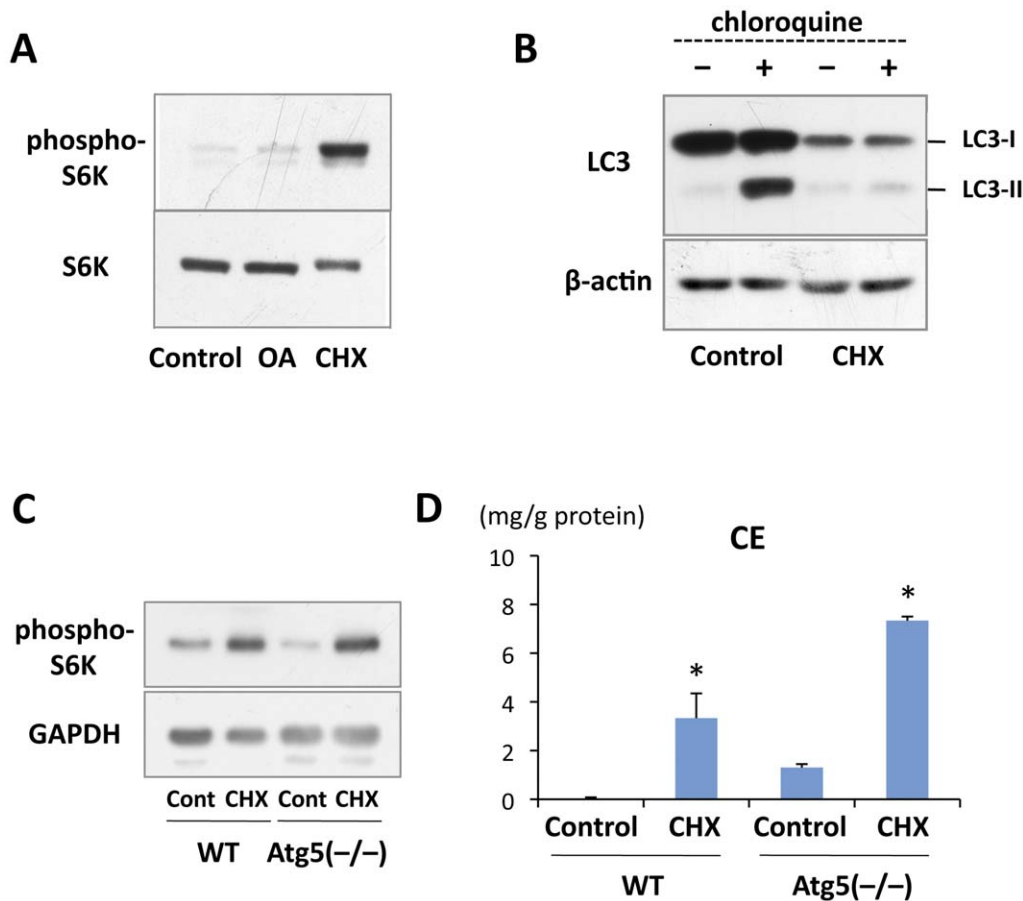 A
phospho-
S6K
S6K
Control OA CHX
B
chloroquine
– + – +
LC3
LC3-I
LC3-II
β-actin
Control CHX
C
phospho-
S6K
GAPDH
Cont CHX Cont CHX
WT Atg5(–/–)
D
(mg/g protein)
CE
10
8
6
4
2
0
*
*
Control CHX Control CHX
WT Atg5(–/–)